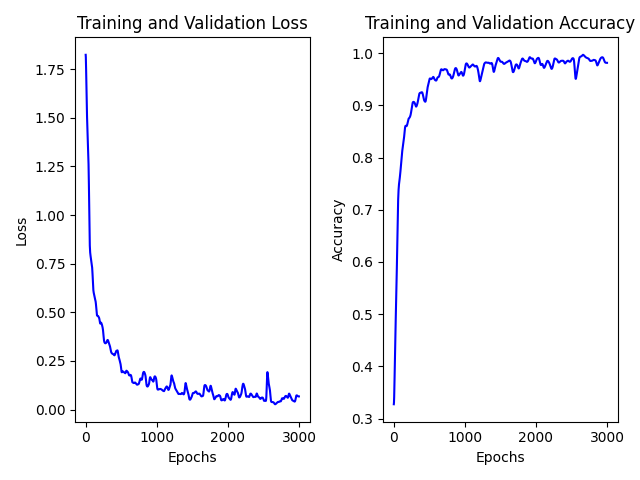 Training and Validation Loss
1.75
1.50
1.25
1.00
0.75
0.50
0.25
0.00
Loss
0 1000 2000 3000
Epochs
Training and Validation Accuracy
1.0
0.9
0.8
0.7
0.6
0.5
0.4
0.3
Accuracy
0 1000 2000 3000
Epochs